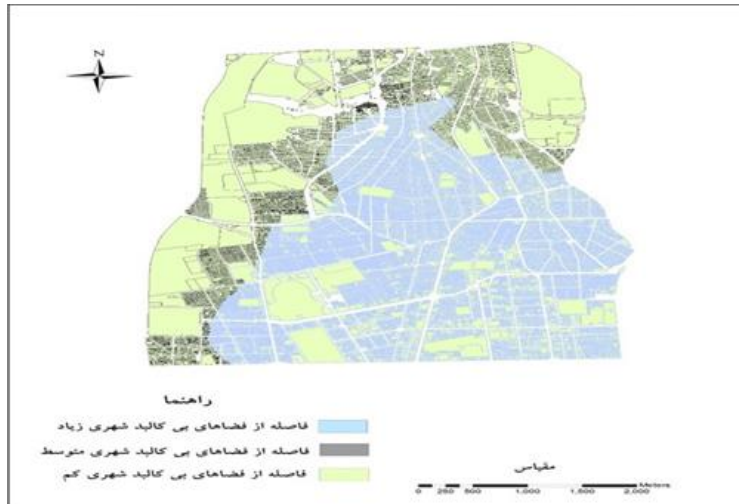 N
راهنما
فاصله از فضاهای بی کالبد شهری زیاد
فاصله از فضاهای بی کالبد شهری متوسط
فاصله از فضاهای بی کالبد شهری کم
مقیاس
0 250 500 1,000 1,500 2,000 Meters